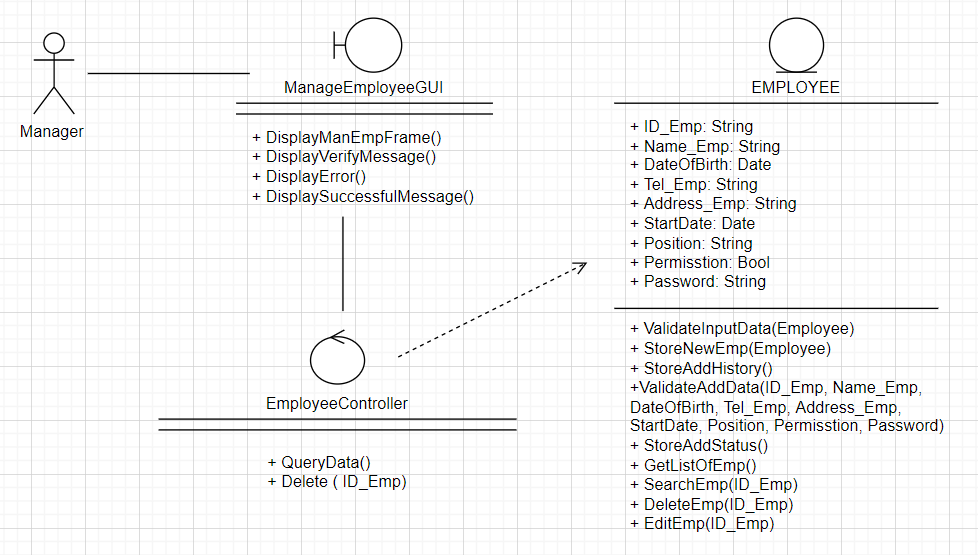 Manager
ManageEmployeeGUI
+ DisplayManEmpFrame()
+ DisplayVerifyMessage()
+ DisplayError()
+ DisplaySuccessfulMessage()
EmployeeController
+ QueryData()
+ Delete ( ID_Emp)
EMPLOYEE
+ ID_Emp: String
+ Name_Emp: String
+ DateOfBirth: Date
+ Tel_Emp: String
+ Address_Emp: String
+ StartDate: Date
+ Position: String
+ Permisstion: Bool
+ Password: String
+ ValidateInputData(Employee)
+ StoreNewEmp(Employee)
+ StoreAddHistory()
+ValidateAddData(ID_Emp, Name_Emp,
DateOfBirth, Tel_Emp, Address_Emp,
StartDate, Position, Permisstion, Password)
+ StoreAddStatus()
+ GetListOfEmp()
+ SearchEmp(ID_Emp)
+ DeleteEmp(ID_Emp)
+ EditEmp(ID_Emp)